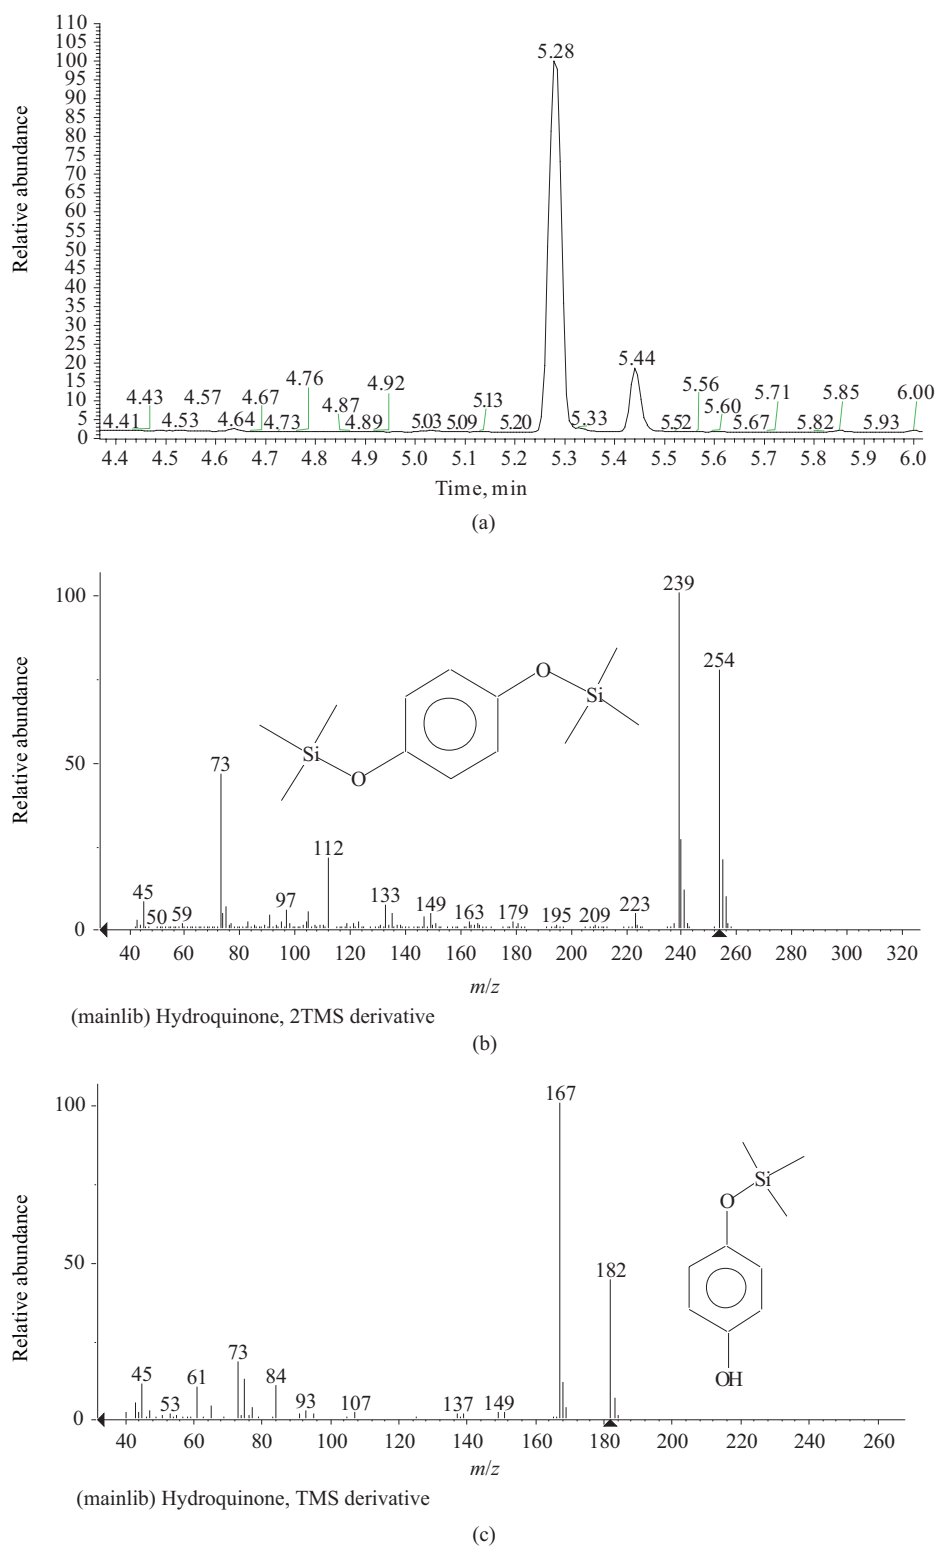 110
105
100
95
90
85
80
75
70
65
60
55
50
45
40
35
30
25
20
15
10
5
0
Relative abundance
5.28
5.44
4.41 4.43 4.53 4.57 4.64 4.67 4.73 4.76 4.87 4.89 4.92 5.03 5.09 5.13 5.20 5.33 5.52 5.56 5.60 5.67 5.71 5.82 5.85 5.93 6.00
4.4 4.5 4.6 4.7 4.8 4.9 5.0 5.1 5.2 5.3 5.4 5.5 5.6 5.7 5.8 5.9 6.0
Time, min
(a)
100
50
0
Relative abundance
239
254
O
Si
Si
O
73
112
45 50 59 97 133 149 163 179 195 209 223
40 60 80 100 120 140 160 180 200 220 240 260 280 300 320
m/z
(mainlib) Hydroquinone, 2TMS derivative
(b)
100
50
0
Relative abundance
167
182
Si
O
OH
45 53 61 73 84 93 107 137 149
40 60 80 100 120 140 160 180 200 220 240 260
m/z
(mainlib) Hydroquinone, TMS derivative
(c)